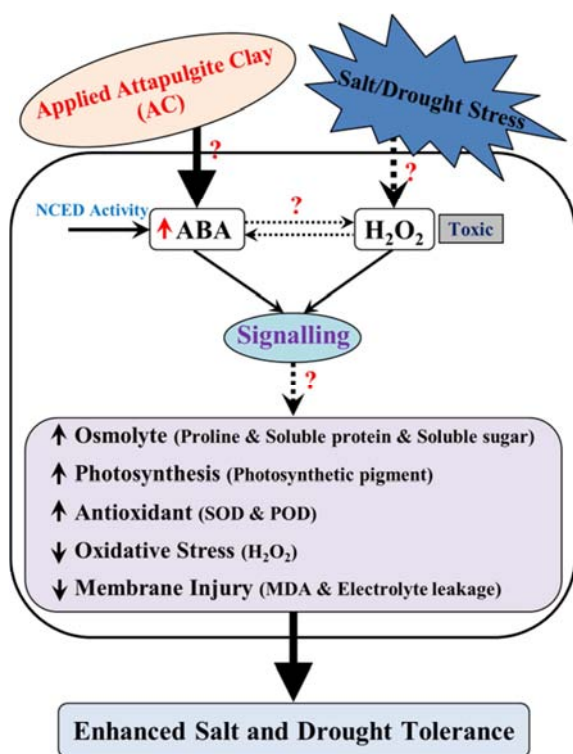 Applied Attapulgite Clay
(AC)
Salt/Drought Stress
?
?
NCED Activity
↑ ABA
?
H₂O₂
Toxic
Signalling
?
↑ Osmolyte (Proline & Soluble protein & Soluble sugar)
↑ Photosynthesis (Photosynthetic pigment)
↑ Antioxidant (SOD & POD)
↓ Oxidative Stress (H₂O₂)
↓ Membrane Injury (MDA & Electrolyte leakage)
Enhanced Salt and Drought Tolerance